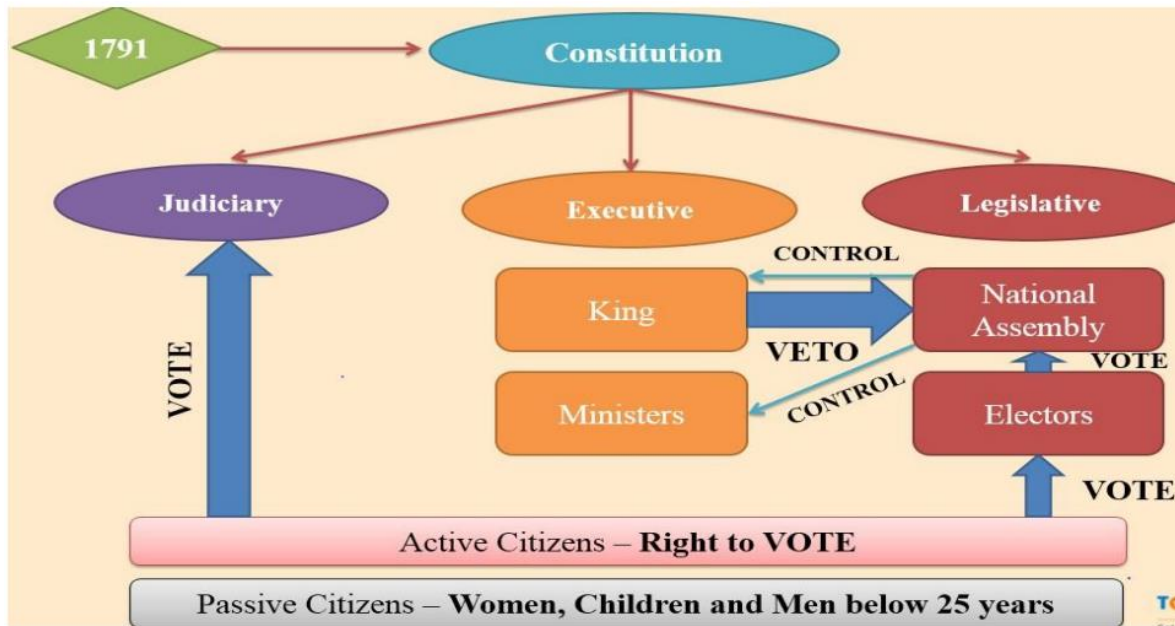 1791
Constitution
Judiciary
Executive
Legislative
CONTROL
King
National
Assembly
VETO
VOTE
VOTE
Ministers
CONTROL
Electors
VOTE
Active Citizens – Right to VOTE
Passive Citizens – Women, Children and Men below 25 years